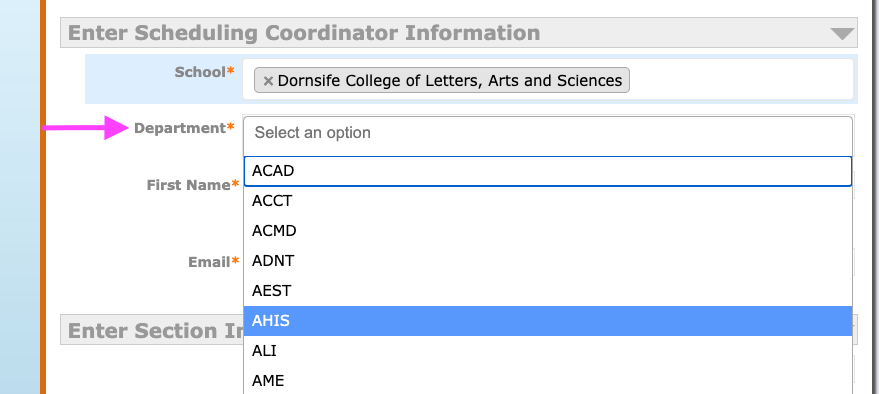 Enter Scheduling Coordinator Information
School*
× Dornsife College of Letters, Arts and Sciences
Department*
Select an option
ACAD
First Name*
ACCT
ACMD
Email*
ADNT
AEST
AHIS
Enter Section I
ALI
AME